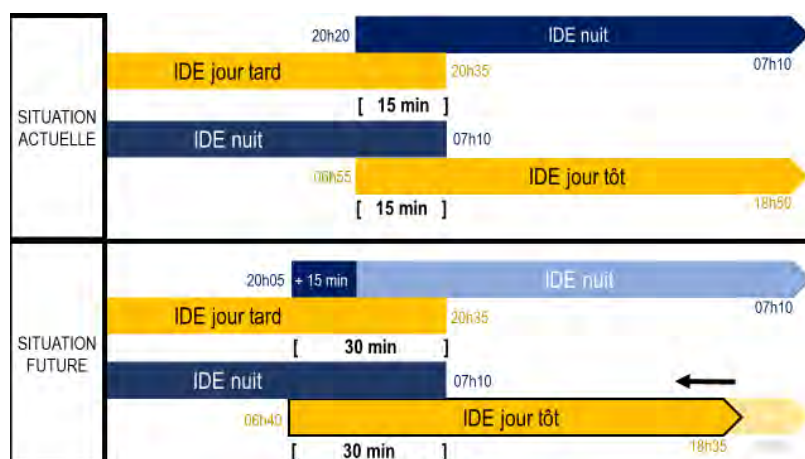 SITUATION
ACTUELLE
20h20
IDE nuit
07h10
IDE jour tard
20h35
[ 15 min ]
IDE nuit
07h10
06h55
IDE jour tôt
18h50
[ 15 min ]
SITUATION
FUTURE
20h05
+ 15 min
IDE nuit
07h10
IDE jour tard
20h35
[ 30 min ]
IDE nuit
07h10
06h40
IDE jour tôt
18h35
[ 30 min ]